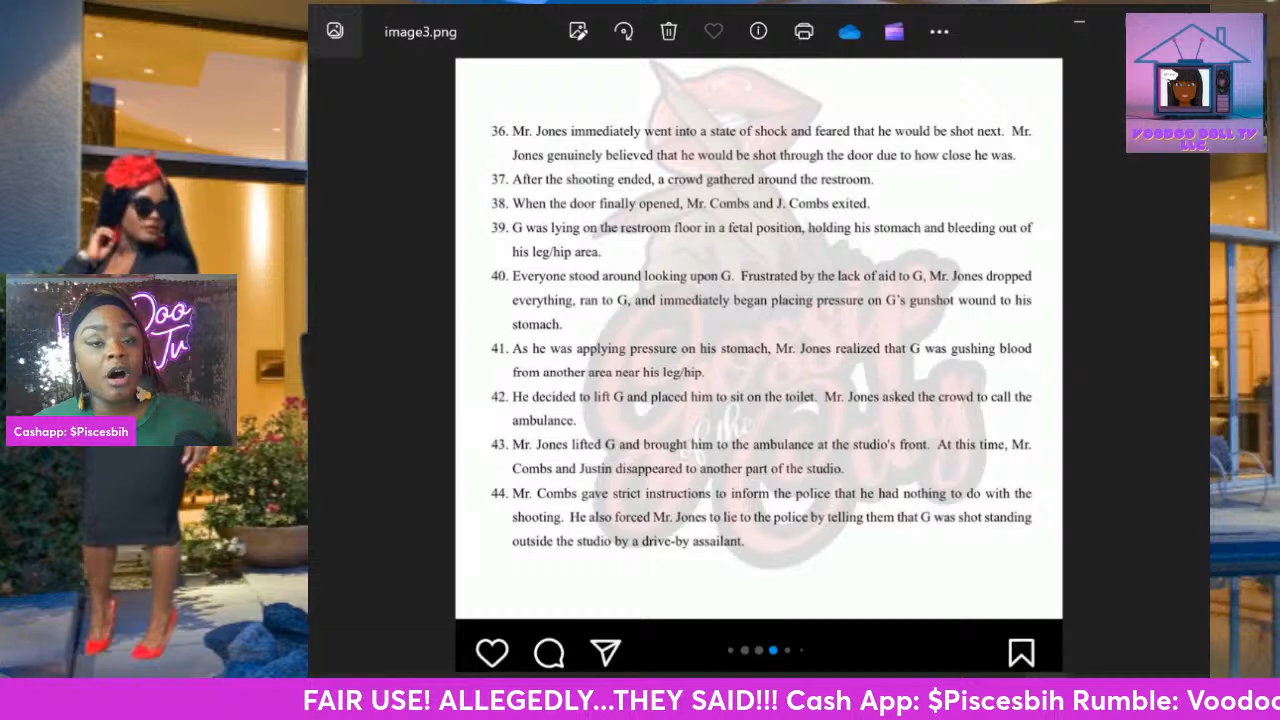 image3.png
VOODOO DOLL TV
LLC.
36. Mr. Jones immediately went into a state of shock and feared that he would be shot next. Mr.
Jones genuinely believed that he would be shot through the door due to how close he was.
37. After the shooting ended, a crowd gathered around the restroom.
38. When the door finally opened, Mr. Combs and J. Combs exited.
39. G was lying on the restroom floor in a fetal position, holding his stomach and bleeding out of
his leg/hip area.
40. Everyone stood around looking upon G. Frustrated by the lack of aid to G, Mr. Jones dropped
everything, ran to G, and immediately began placing pressure on G's gunshot wound to his
stomach.
41. As he was applying pressure on his stomach, Mr. Jones realized that G was gushing blood
from another area near his leg/hip.
42. He decided to lift G and placed him to sit on the toilet. Mr. Jones asked the crowd to call the
ambulance.
43. Mr. Jones lifted G and brought him to the ambulance at the studio's front. At this time, Mr.
Combs and Justin disappeared to another part of the studio.
44. Mr. Combs gave strict instructions to inform the police that he had nothing to do with the
shooting. He also forced Mr. Jones to lie to the police by telling them that G was shot standing
outside the studio by a drive-by assailant.
of the
Doo
Tv
Cashapp: $Piscesbih
FAIR USE! ALLEGEDLY...THEY SAID!!! Cash App: $Piscesbih Rumble: Voodoo